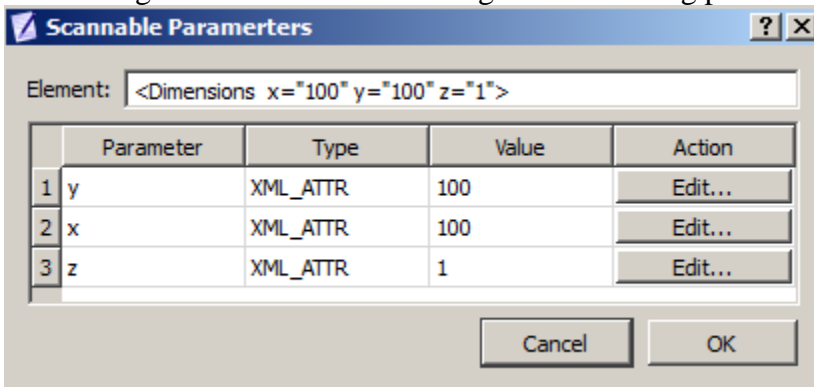 Scannable Paramerters
Element: <Dimensions x="100" y="100" z="1">
Parameter Type Value Action
1 y XML_ATTR 100 Edit...
2 x XML_ATTR 100 Edit...
3 z XML_ATTR 1 Edit...
Cancel OK